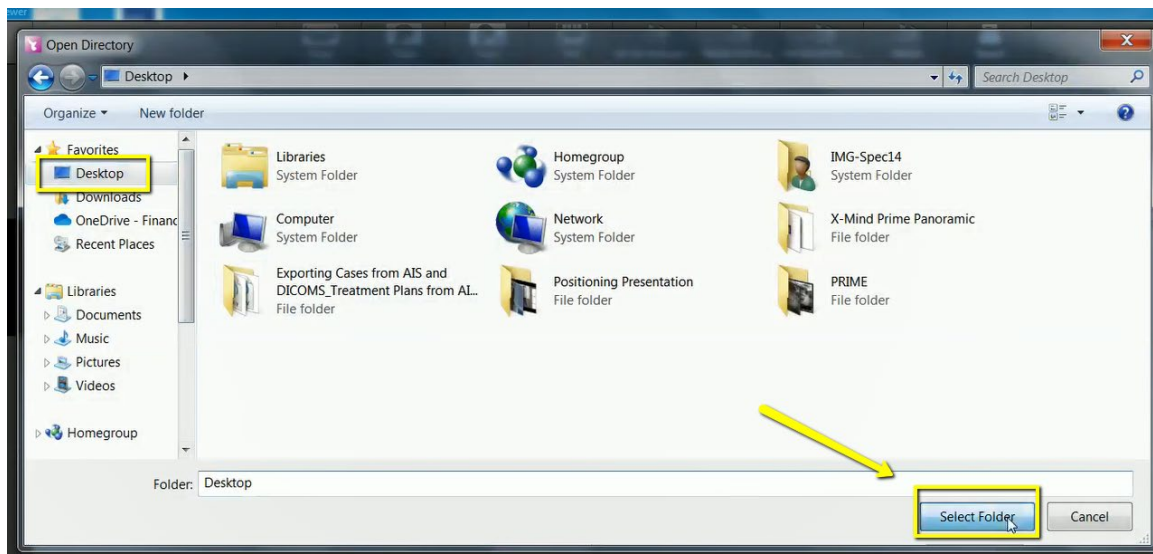 ewer
Open Directory
Desktop
Search Desktop
Organize
New folder
Favorites
Desktop
Downloads
OneDrive - Financ
Recent Places
Libraries
Documents
Music
Pictures
Videos
Homegroup
Libraries
System Folder
Homegroup
System Folder
IMG-Spec14
System Folder
Computer
System Folder
Network
System Folder
X-Mind Prime Panoramic
File folder
Exporting Cases from AIS and
DICOMS_Treatment Plans from AI...
File folder
Positioning Presentation
File folder
PRIME
File folder
Folder:
Desktop
Select Folder
Cancel